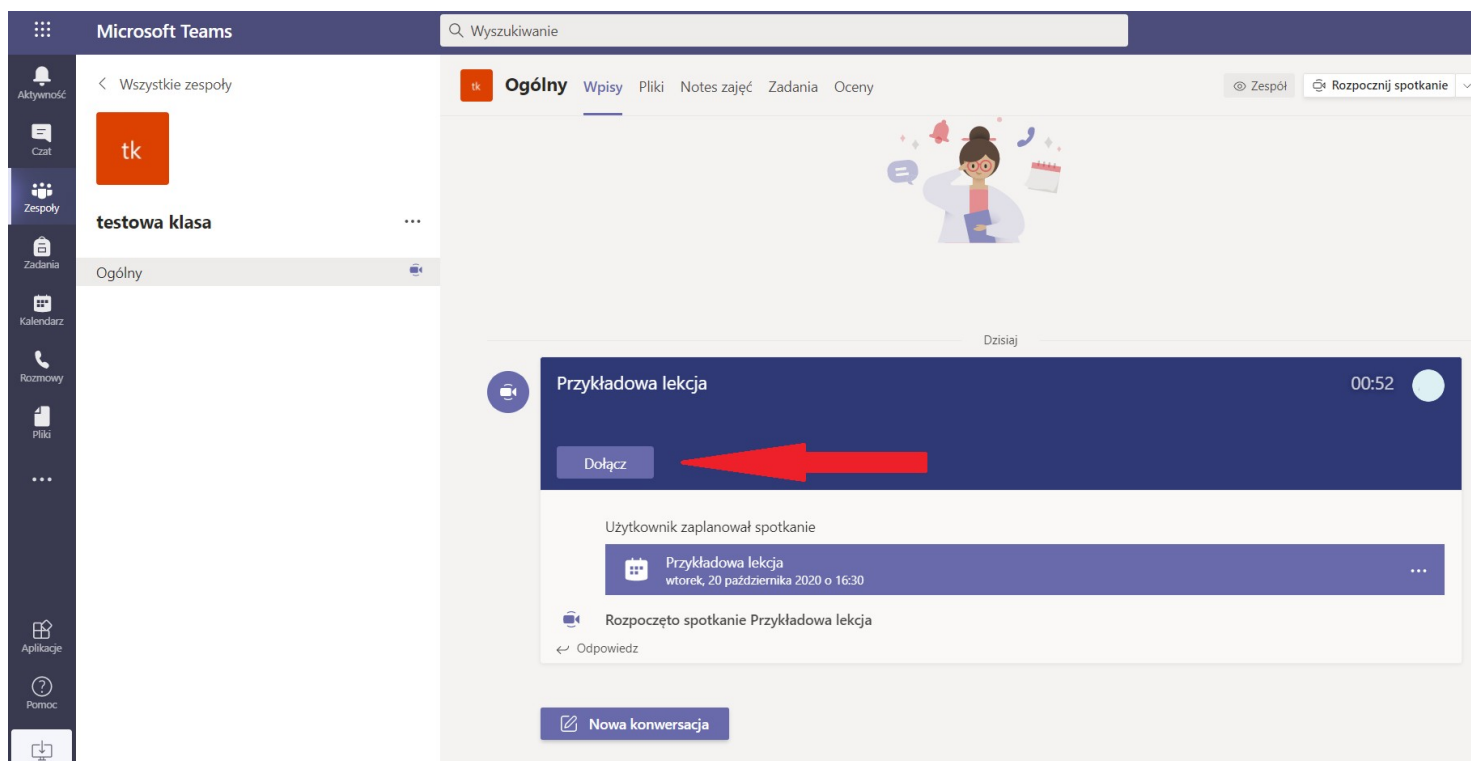 Microsoft Teams
Wyszukiwanie
Aktywność
Czat
Zespoły
Zadania
Kalendarz
Rozmowy
Pliki
Aplikacje
Pomoc
Wszystkie zespoły
tk
testowa klasa
Ogólny
tk Ogólny Wpisy Pliki Notes zajęć Zadania Oceny
Zespół Rozpocznij spotkanie
Dzisiaj
Przykładowa lekcja 00:52
Dołącz
Użytkownik zaplanował spotkanie
Przykładowa lekcja
wtorek, 20 października 2020 o 16:30
Rozpoczęto spotkanie Przykładowa lekcja
Odpowiedz
Nowa konwersacja